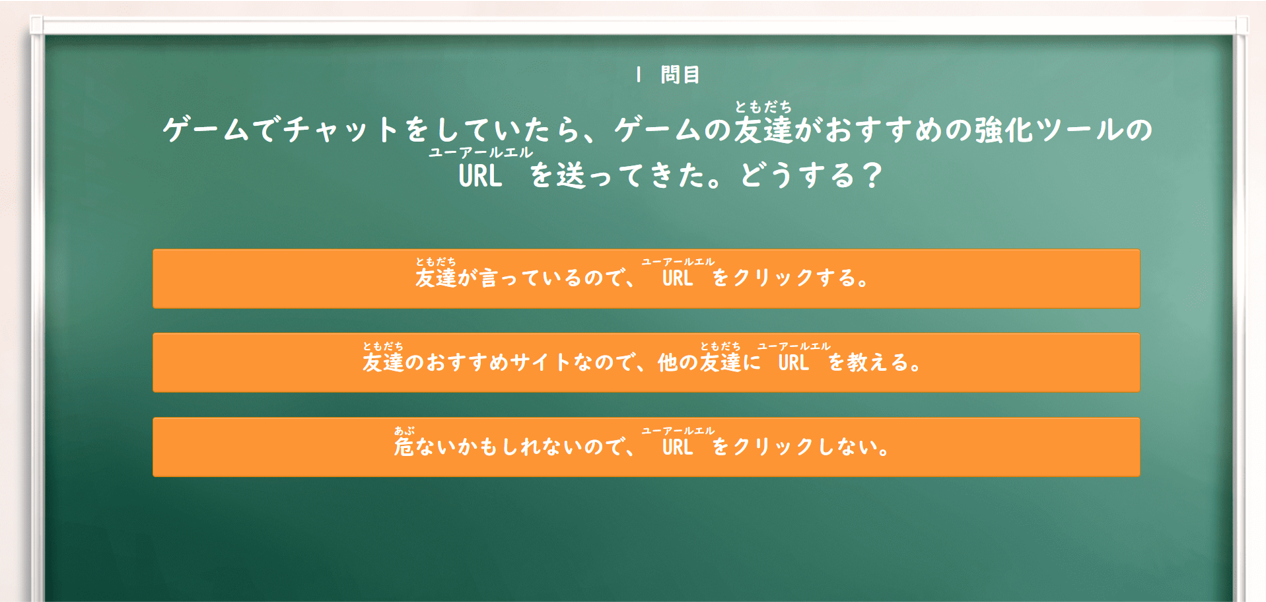 1 問目
ともだち
ゲームでチャットをしていたら、ゲームの友達がおすすめの強化ツールの
ユーアールエル
URL を送ってきた。どうする？
ともだち ユーアールエル
友達が言っているので、 URL をクリックする。
ともだち ともだち ユーアールエル
友達のおすすめサイトなので、他の友達に URL を教える。
あぶ ユーアールエル
危ないかもしれないので、 URL をクリックしない。